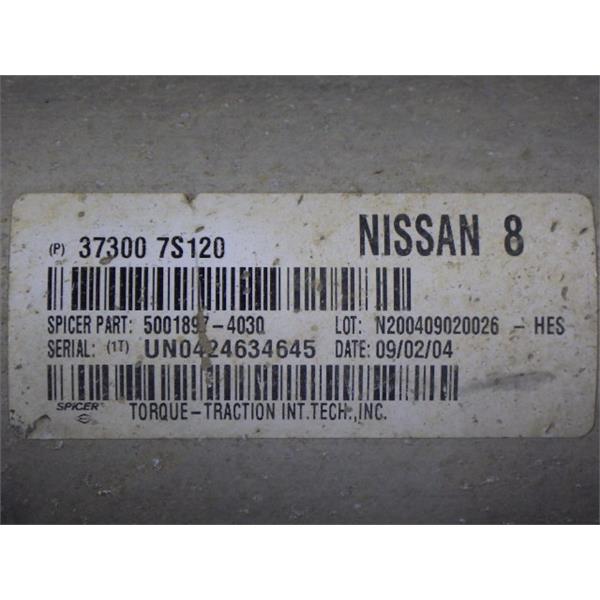 (P) 37300 7S120 NISSAN 8
SPICER PART: 5001897-4030 LOT: N200409020026 - HES
SERIAL: (1T) UN0424634645 DATE: 09/02/04
SPICER TORQUE-TRACTION INT.TECH.,INC.